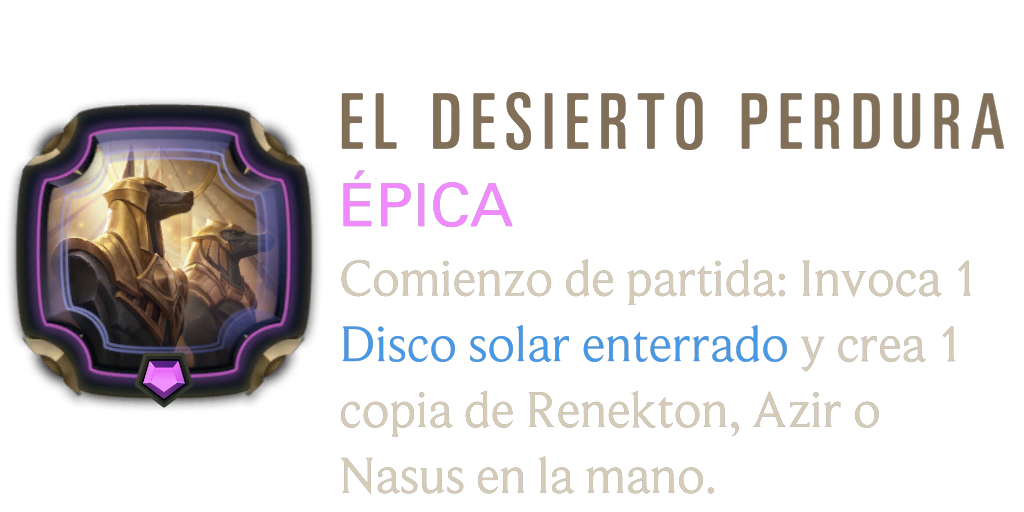 EL DESIERTO PERDURA
ÉPICA
Comienzo de partida: Invoca 1
Disco solar enterrado y crea 1
copia de Renekton, Azir o
Nasus en la mano.